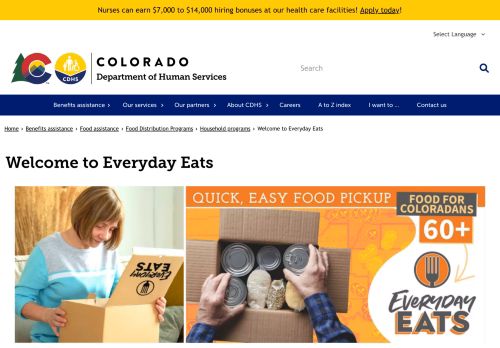 Nurses can earn $7,000 to $14,000 hiring bonuses at our health care facilities! Apply today!
Select Language
COLORADO
Department of Human Services
CDHS
Search
Benefits assistance
Our services
Our partners
About CDHS
Careers
A to Z index
I want to ...
Contact us
Home › Benefits assistance › Food assistance › Food Distribution Programs › Household programs › Welcome to Everyday Eats
Welcome to Everyday Eats
EVERYDAY
EATS
QUICK, EASY FOOD PICKUP
FOOD FOR
COLORADANS
60+
EVERYDAY
EATS